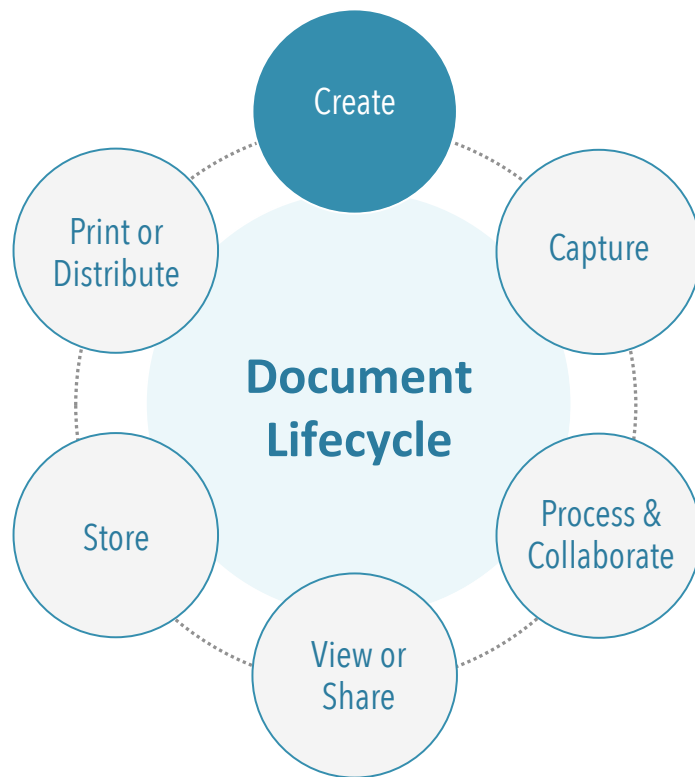 Create
Capture
Process &
Collaborate
View or
Share
Store
Print or
Distribute
Document
Lifecycle